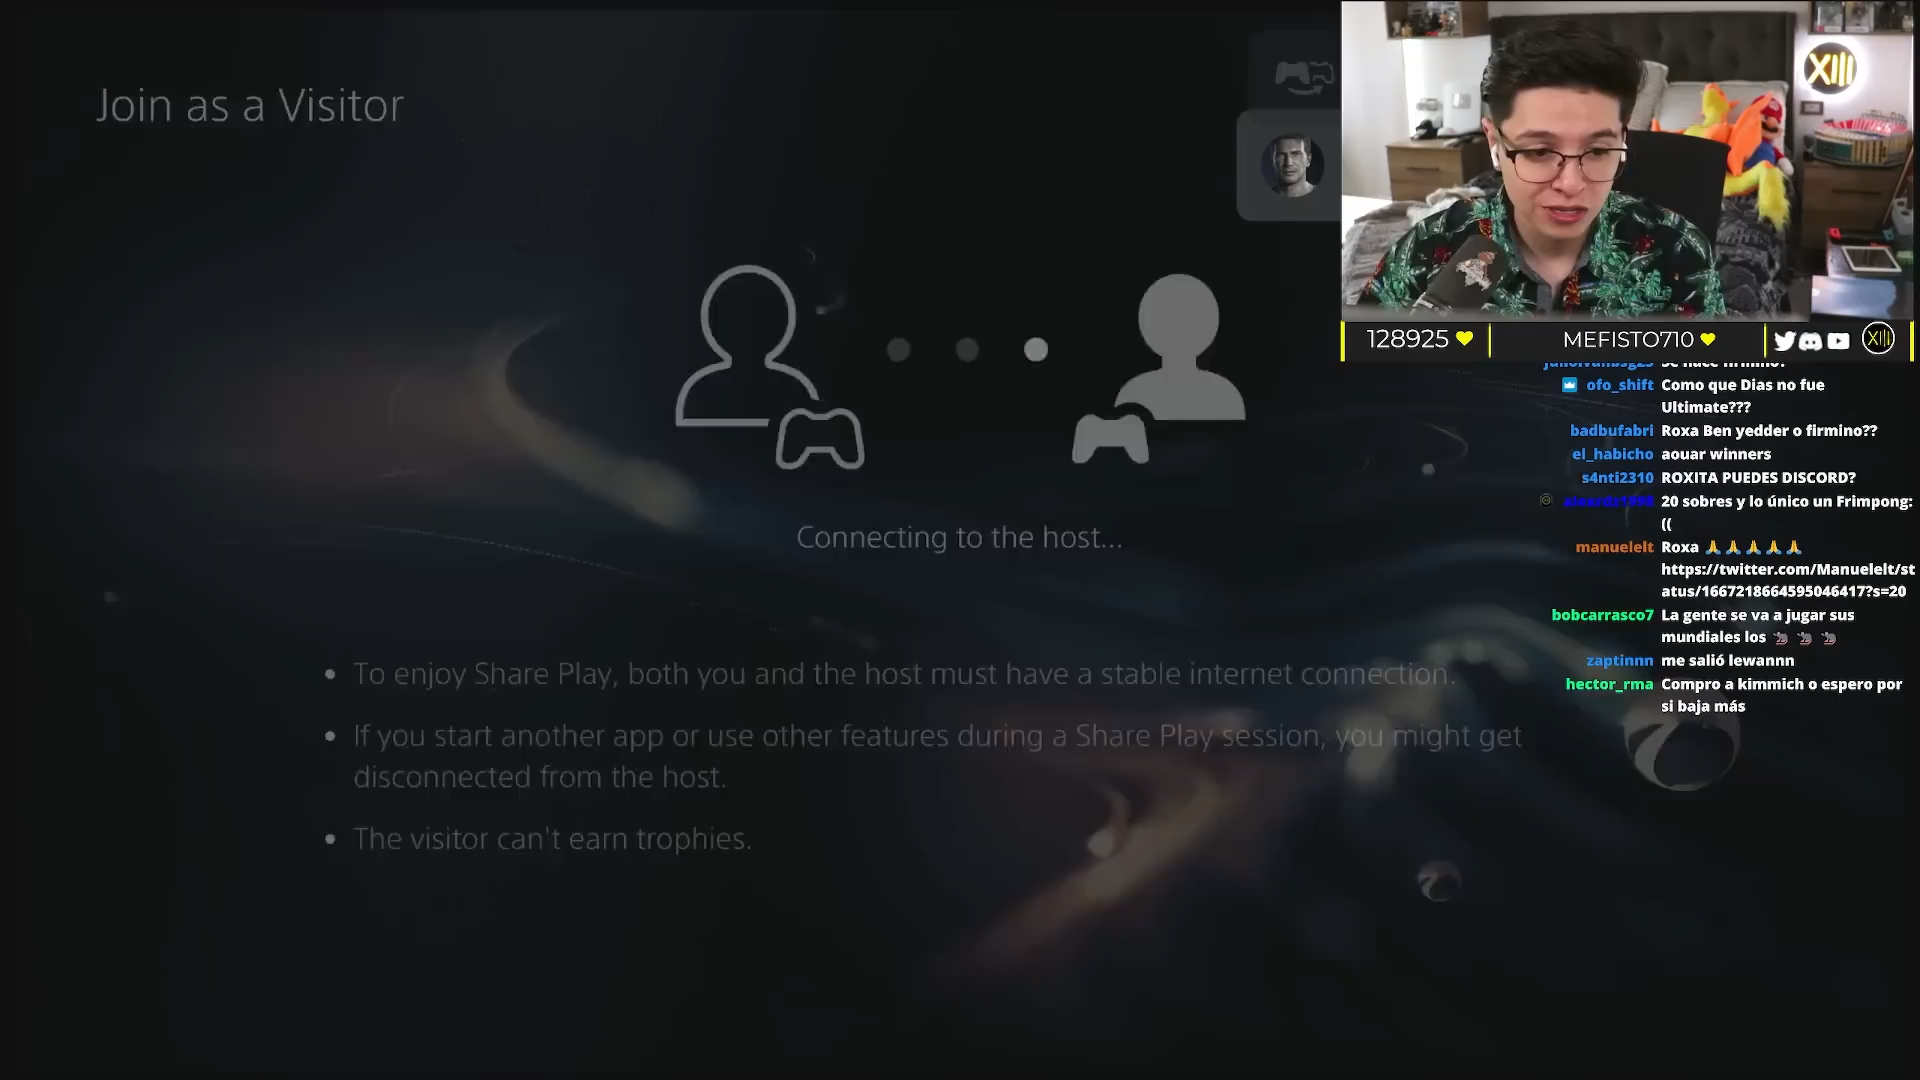 Join as a Visitor
XIII
128925
MEFISTO710
XIII
ofo_shift Como que Dias no fue
Ultimate???
badbufabri Roxa Ben yedder o firmino??
el_habicho aouar winners
s4nti2310 ROXITA PUEDES DISCORD?
20 sobres y lo único un Frimpong:
((
manuelelt Roxa 🙏🙏🙏🙏🙏
https://twitter.com/Manuelelt/st
atus/1667218664595046417?s=20
bobcarrasco7 La gente se va a jugar sus
mundiales los 🐀 🐀 🐀
zaptinnn me salió lewannn
hector_rma Compro a kimmich o espero por
si baja más
Connecting to the host...
• To enjoy Share Play, both you and the host must have a stable internet connection.
• If you start another app or use other features during a Share Play session, you might get
disconnected from the host.
• The visitor can't earn trophies.